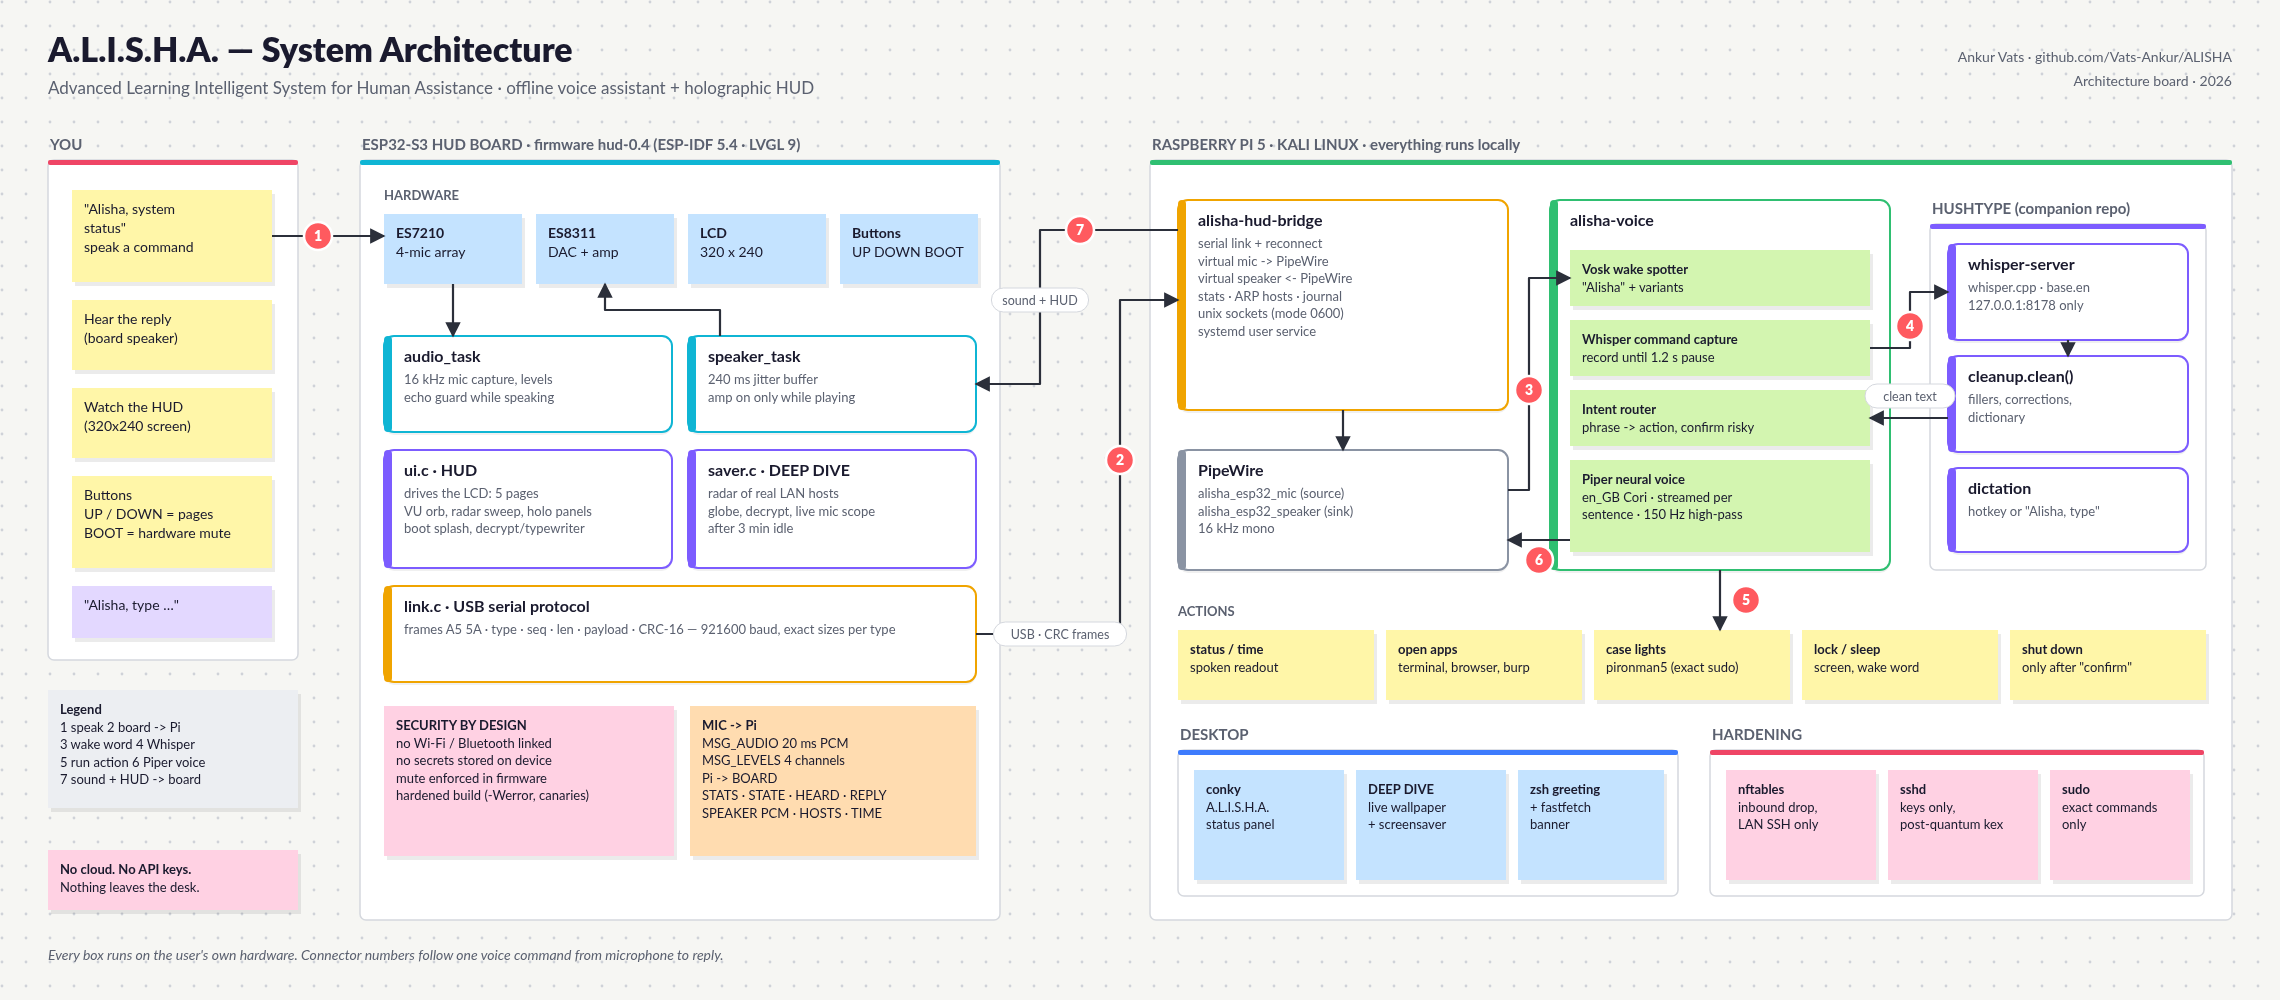 A.L.I.S.H.A. — System Architecture
Advanced Learning Intelligent System for Human Assistance · offline voice assistant + holographic HUD
Ankur Vats · github.com/Vats-Ankur/ALISHA
Architecture board · 2026
YOU
"Alisha, system
status"
speak a command
Hear the reply
(board speaker)
Watch the HUD
(320x240 screen)
Buttons
UP / DOWN = pages
BOOT = hardware mute
"Alisha, type ..."
Legend
1 speak 2 board -> Pi
3 wake word 4 Whisper
5 run action 6 Piper voice
7 sound + HUD -> board
No cloud. No API keys.
Nothing leaves the desk.
1
ESP32-S3 HUD BOARD · firmware hud-0.4 (ESP-IDF 5.4 · LVGL 9)
HARDWARE
ES7210
4-mic array
ES8311
DAC + amp
LCD
320 x 240
Buttons
UP DOWN BOOT
audio_task
16 kHz mic capture, levels
echo guard while speaking
speaker_task
240 ms jitter buffer
amp on only while playing
ui.c · HUD
drives the LCD: 5 pages
VU orb, radar sweep, holo panels
boot splash, decrypt/typewriter
saver.c · DEEP DIVE
radar of real LAN hosts
globe, decrypt, live mic scope
after 3 min idle
link.c · USB serial protocol
frames A5 5A · type · seq · len · payload · CRC-16 — 921600 baud, exact sizes per type
SECURITY BY DESIGN
no Wi-Fi / Bluetooth linked
no secrets stored on device
mute enforced in firmware
hardened build (-Werror, canaries)
MIC -> Pi
MSG_AUDIO 20 ms PCM
MSG_LEVELS 4 channels
Pi -> BOARD
STATS · STATE · HEARD · REPLY
SPEAKER PCM · HOSTS · TIME
7
sound + HUD
2
USB · CRC frames
RASPBERRY PI 5 · KALI LINUX · everything runs locally
alisha-hud-bridge
serial link + reconnect
virtual mic -> PipeWire
virtual speaker <- PipeWire
stats · ARP hosts · journal
unix sockets (mode 0600)
systemd user service
PipeWire
alisha_esp32_mic (source)
alisha_esp32_speaker (sink)
16 kHz mono
3
6
alisha-voice
Vosk wake spotter
"Alisha" + variants
Whisper command capture
record until 1.2 s pause
Intent router
phrase -> action, confirm risky
Piper neural voice
en_GB Cori · streamed per
sentence · 150 Hz high-pass
4
clean text
HUSHTYPE (companion repo)
whisper-server
whisper.cpp · base.en
127.0.0.1:8178 only
cleanup.clean()
fillers, corrections,
dictionary
dictation
hotkey or "Alisha, type"
5
ACTIONS
status / time
spoken readout
open apps
terminal, browser, burp
case lights
pironman5 (exact sudo)
lock / sleep
screen, wake word
shut down
only after "confirm"
DESKTOP
conky
A.L.I.S.H.A.
status panel
DEEP DIVE
live wallpaper
+ screensaver
zsh greeting
+ fastfetch
banner
HARDENING
nftables
inbound drop,
LAN SSH only
sshd
keys only,
post-quantum kex
sudo
exact commands
only
Every box runs on the user's own hardware. Connector numbers follow one voice command from microphone to reply.